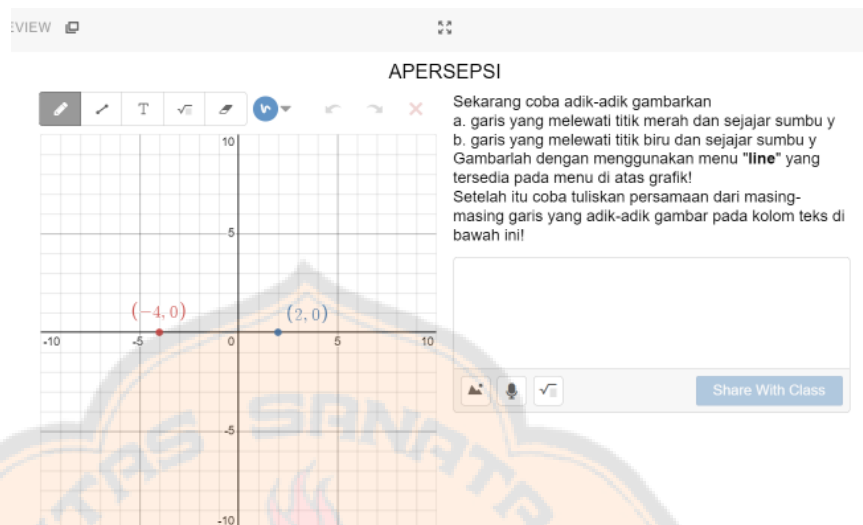 EVIEW
APERSEPSI
T
Sekarang coba adik-adik gambarkan
a. garis yang melewati titik merah dan sejajar sumbu y
b. garis yang melewati titik biru dan sejajar sumbu y
Gambarlah dengan menggunakan menu "line" yang
tersedia pada menu di atas grafik!
Setelah itu coba tuliskan persamaan dari masing-
masing garis yang adik-adik gambar pada kolom teks di
bawah ini!
10
5
(−4, 0)
(2, 0)
-10
-5
0
5
10
-5
-10
Share With Class
TAS SANATA